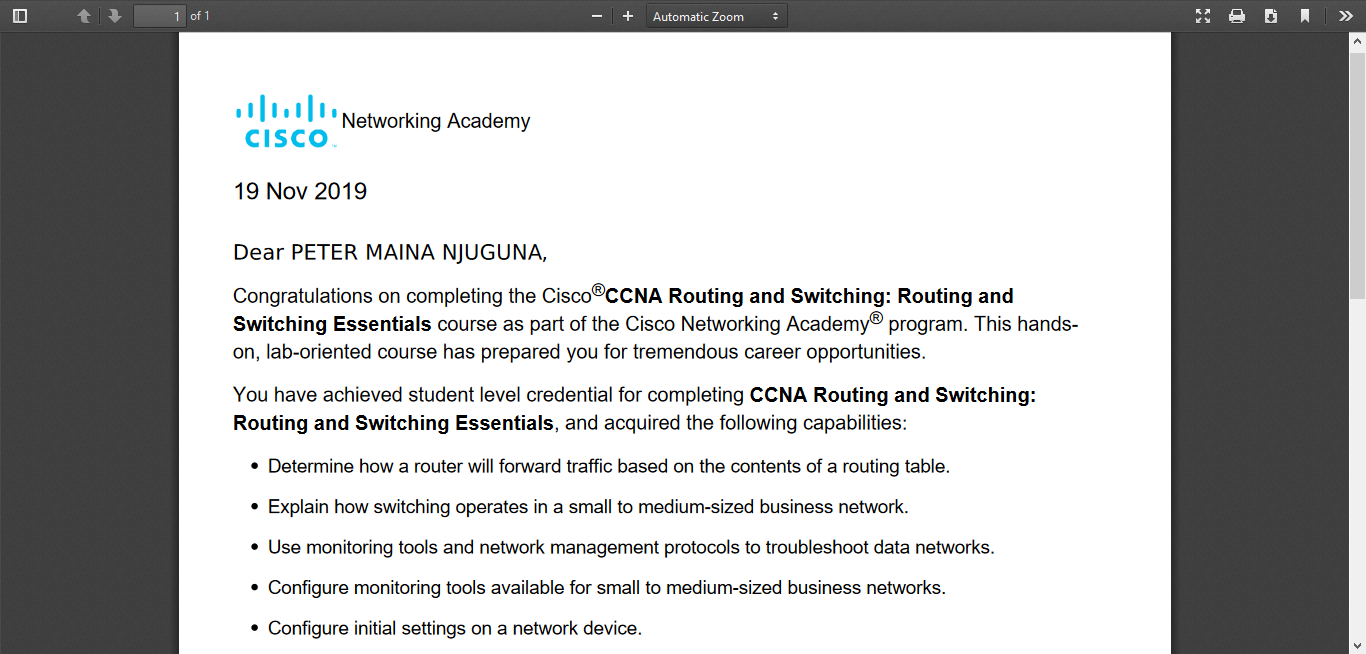 1 of 1 Automatic Zoom
CISCO Networking Academy
19 Nov 2019
Dear PETER MAINA NJUGUNA,
Congratulations on completing the Cisco®CCNA Routing and Switching: Routing and
Switching Essentials course as part of the Cisco Networking Academy® program. This hands-
on, lab-oriented course has prepared you for tremendous career opportunities.
You have achieved student level credential for completing CCNA Routing and Switching:
Routing and Switching Essentials, and acquired the following capabilities:
• Determine how a router will forward traffic based on the contents of a routing table.
• Explain how switching operates in a small to medium-sized business network.
• Use monitoring tools and network management protocols to troubleshoot data networks.
• Configure monitoring tools available for small to medium-sized business networks.
• Configure initial settings on a network device.